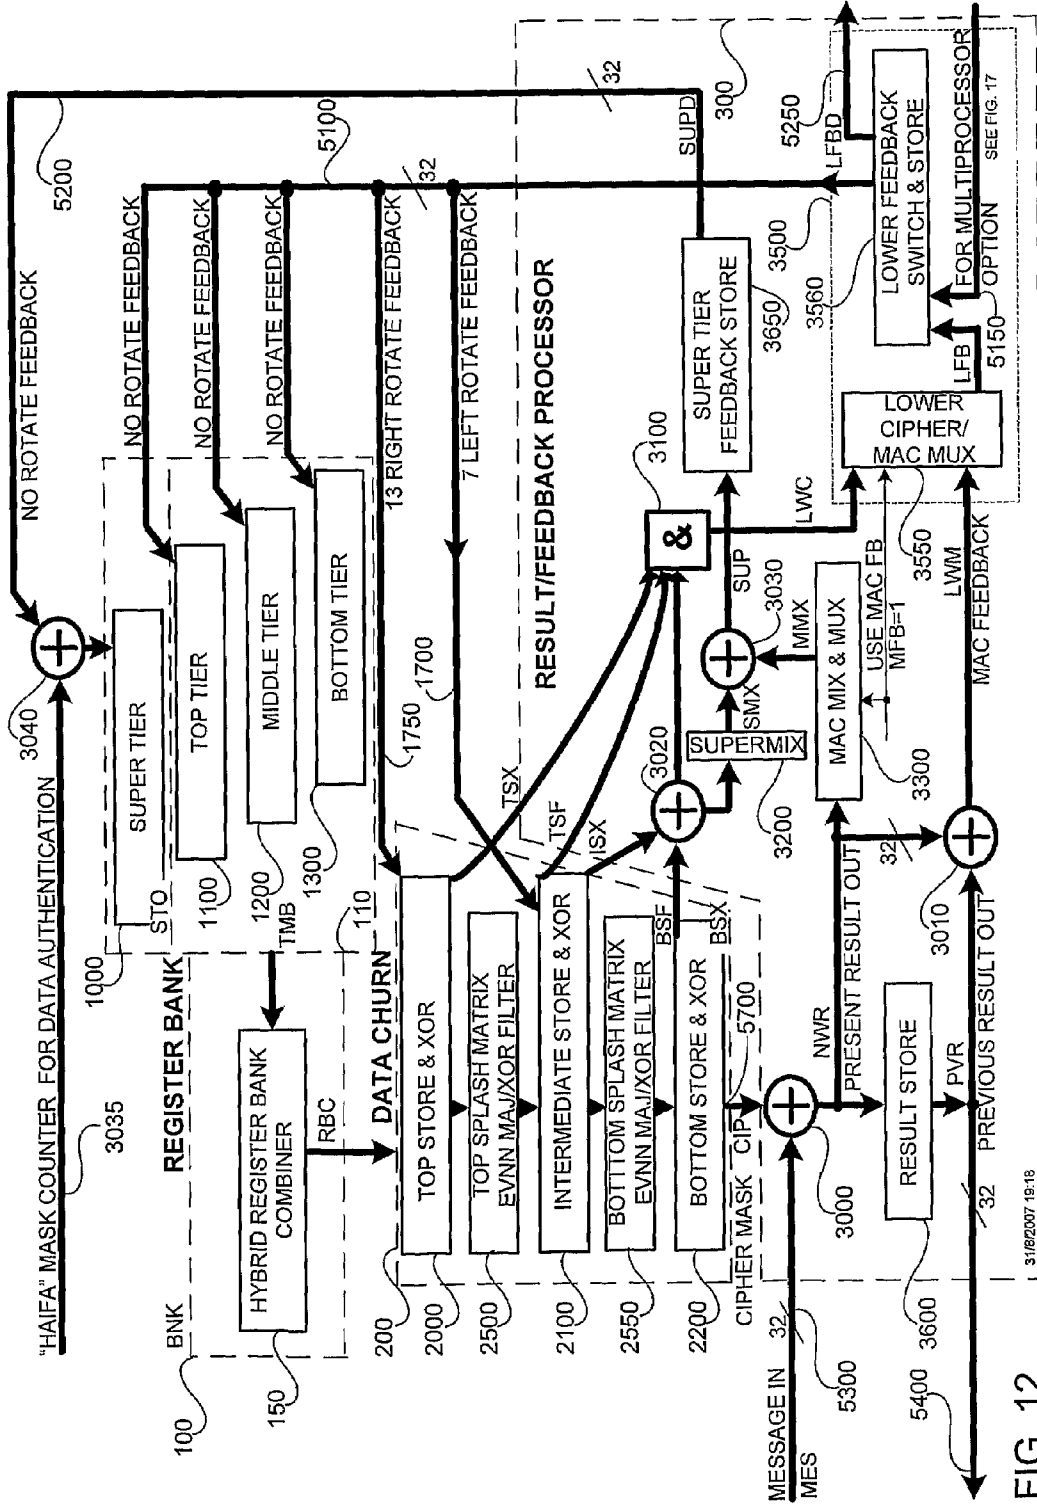 "HAIFA" MASK COUNTER FOR DATA AUTHENTICATION
3035
3040
NO ROTATE FEEDBACK
5200
BNK
100
150
REGISTER BANK
HYBRID REGISTER BANK
COMBINER
RBC
TMB
110
1000
STO
SUPER TIER
1100
TOP TIER
1200
MIDDLE TIER
1300
BOTTOM TIER
NO ROTATE FEEDBACK
NO ROTATE FEEDBACK
NO ROTATE FEEDBACK
13 RIGHT ROTATE FEEDBACK
7 LEFT ROTATE FEEDBACK
5100
32
32
1750
1700
DATA CHURN
200
2000
TOP STORE & XOR
2500
TOP SPLASH MATRIX
EVNN MAJ/XOR FILTER
2100
INTERMEDIATE STORE & XOR
2550
BOTTTOM SPLASH MATRIX
EVNN MAJ/XOR FILTER
2200
BOTTOM STORE & XOR
TSX
TSF
ISX
BSF
BSX
5700
CIPHER MASK CIP
RESULT/FEEDBACK PROCESSOR
300
3020
3100
&
SUPERMIX
3200
SMX
3030
SUP
MMX
SUPER TIER
FEEDBACK STORE
3650
SUPD
LWC
MAC MIX & MUX
3300
USE MAC FB
MFB=1
3500
3560
LOWER FEEDBACK
SWITCH & STORE
LFBD
5250
LOWER
CIPHER/
MAC MUX
3550
LFB
5150
FOR MULTIPROCESSOR
OPTION
SEE FIG. 17
LWM
MAC FEEDBACK
MESSAGE IN
MES
32
5300
3000
NWR
PRESENT RESULT OUT
32
3010
RESULT STORE
3600
PVR
PREVIOUS RESULT OUT
32
5400
31/8/2007 19:18
FIG. 12